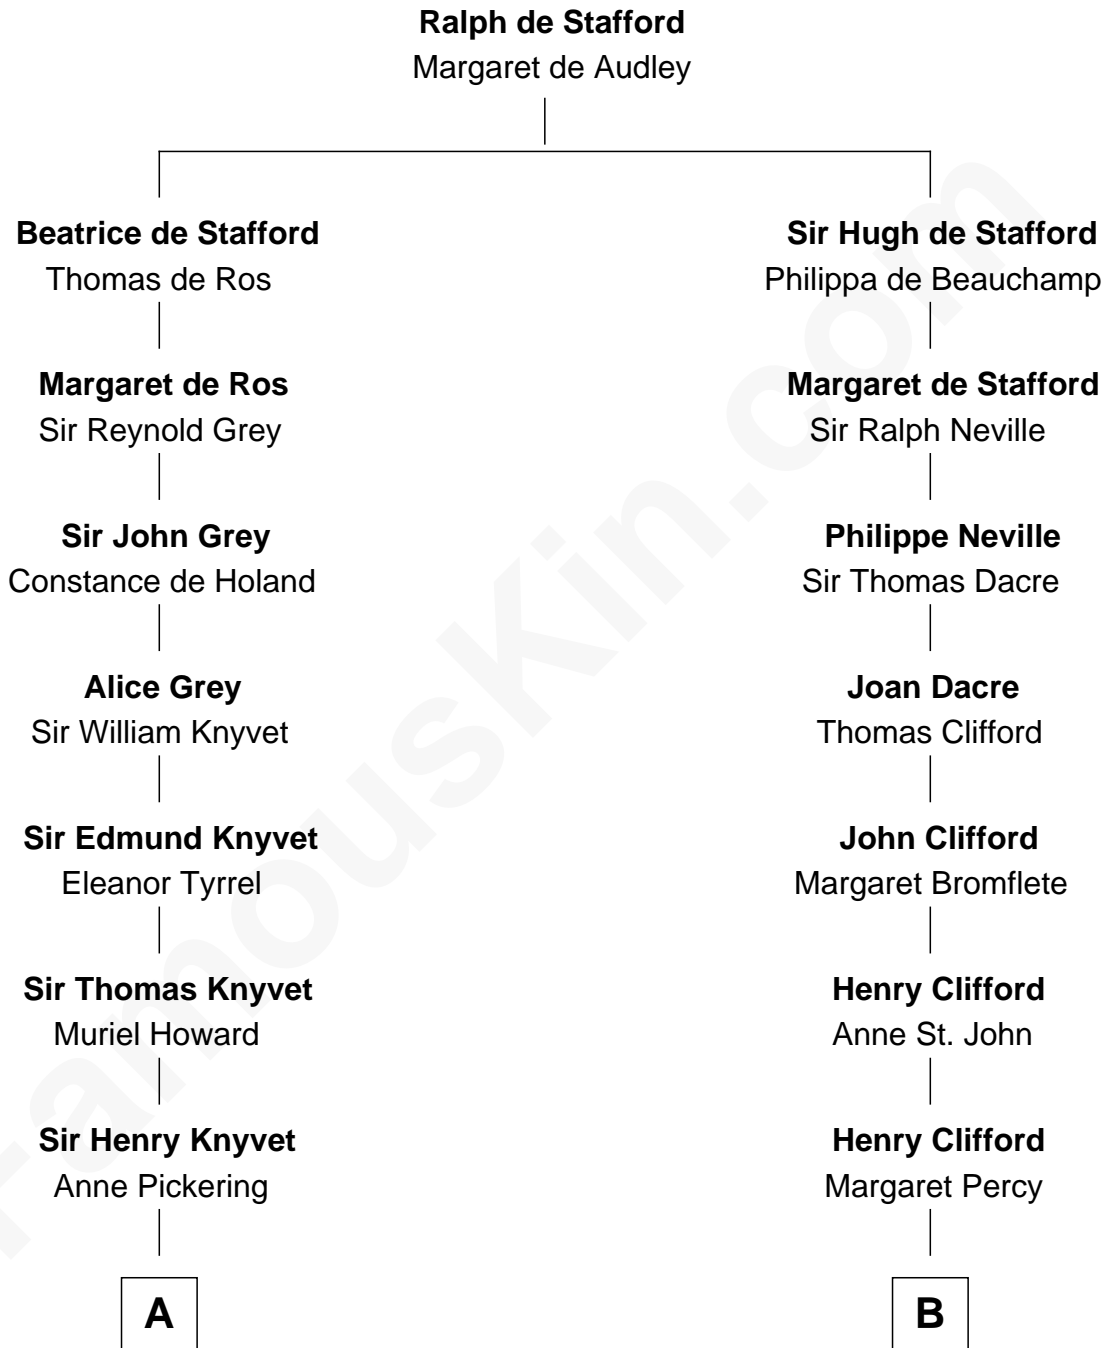 Ralph de Stafford
Margaret de Audley
Beatrice de Stafford
Thomas de Ros
Sir Hugh de Stafford
Philippa de Beauchamp
Margaret de Ros
Sir Reynold Grey
Margaret de Stafford
Sir Ralph Neville
Sir John Grey
Constance de Holand
Philippe Neville
Sir Thomas Dacre
Alice Grey
Sir William Knyvet
Joan Dacre
Thomas Clifford
Sir Edmund Knyvet
Eleanor Tyrrel
John Clifford
Margaret Bromflete
Sir Thomas Knyvet
Muriel Howard
Henry Clifford
Anne St. John
Sir Henry Knyvet
Anne Pickering
Henry Clifford
Margaret Percy
A
B
FamousKin.com